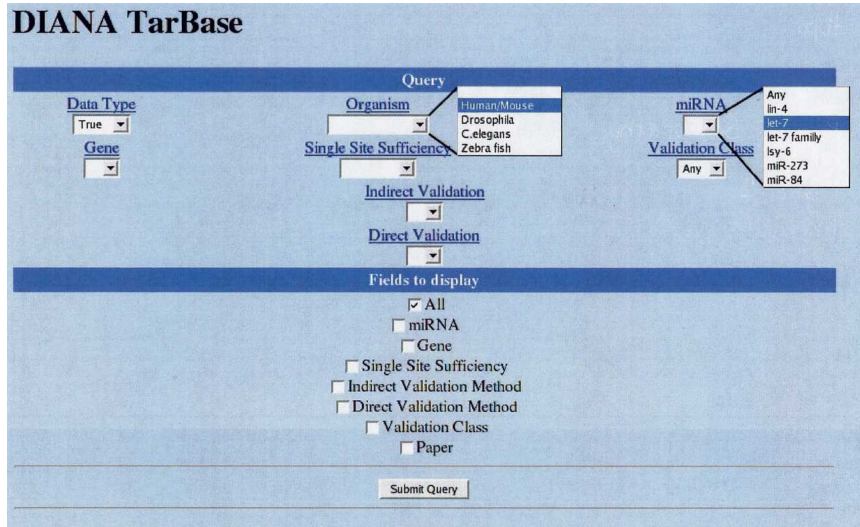 DIANA TarBase
Query
Data Type
True
Organism
Human/Mouse
Drosophila
C.elegans
Zebra fish
miRNA
Any
lin-4
let-7
let-7 familly
lsy-6
miR-273
miR-84
Gene
Single Site Sufficiency
Validation Class
Any
Indirect Validation
Direct Validation
Fields to display
All
miRNA
Gene
Single Site Sufficiency
Indirect Validation Method
Direct Validation Method
Validation Class
Paper
Submit Query